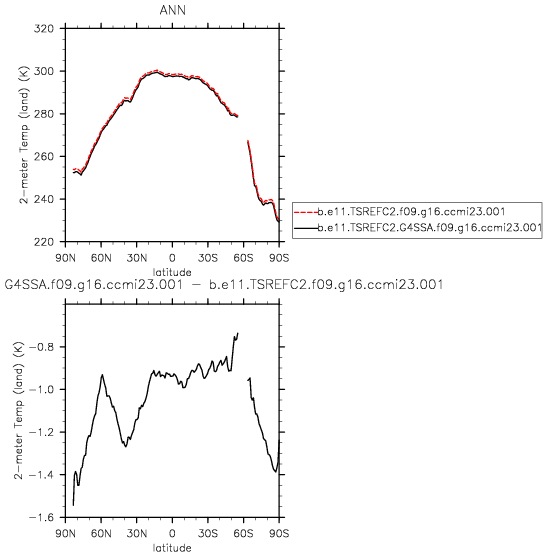 ANN
320
300
280
260
240
220
2-meter Temp (land) (K)
90N 60N 30N 0 30S 60S 90S
latitude
b.e11.TSREFC2.f09.g16.ccmi23.001
b.e11.TSREFC2.G4SSA.f09.g16.ccmi23.001
G4SSA.f09.g16.ccmi23.001 - b.e11.TSREFC2.f09.g16.ccmi23.001
-0.8
-1.0
-1.2
-1.4
-1.6
2-meter Temp (land) (K)
90N 60N 30N 0 30S 60S 90S
latitude